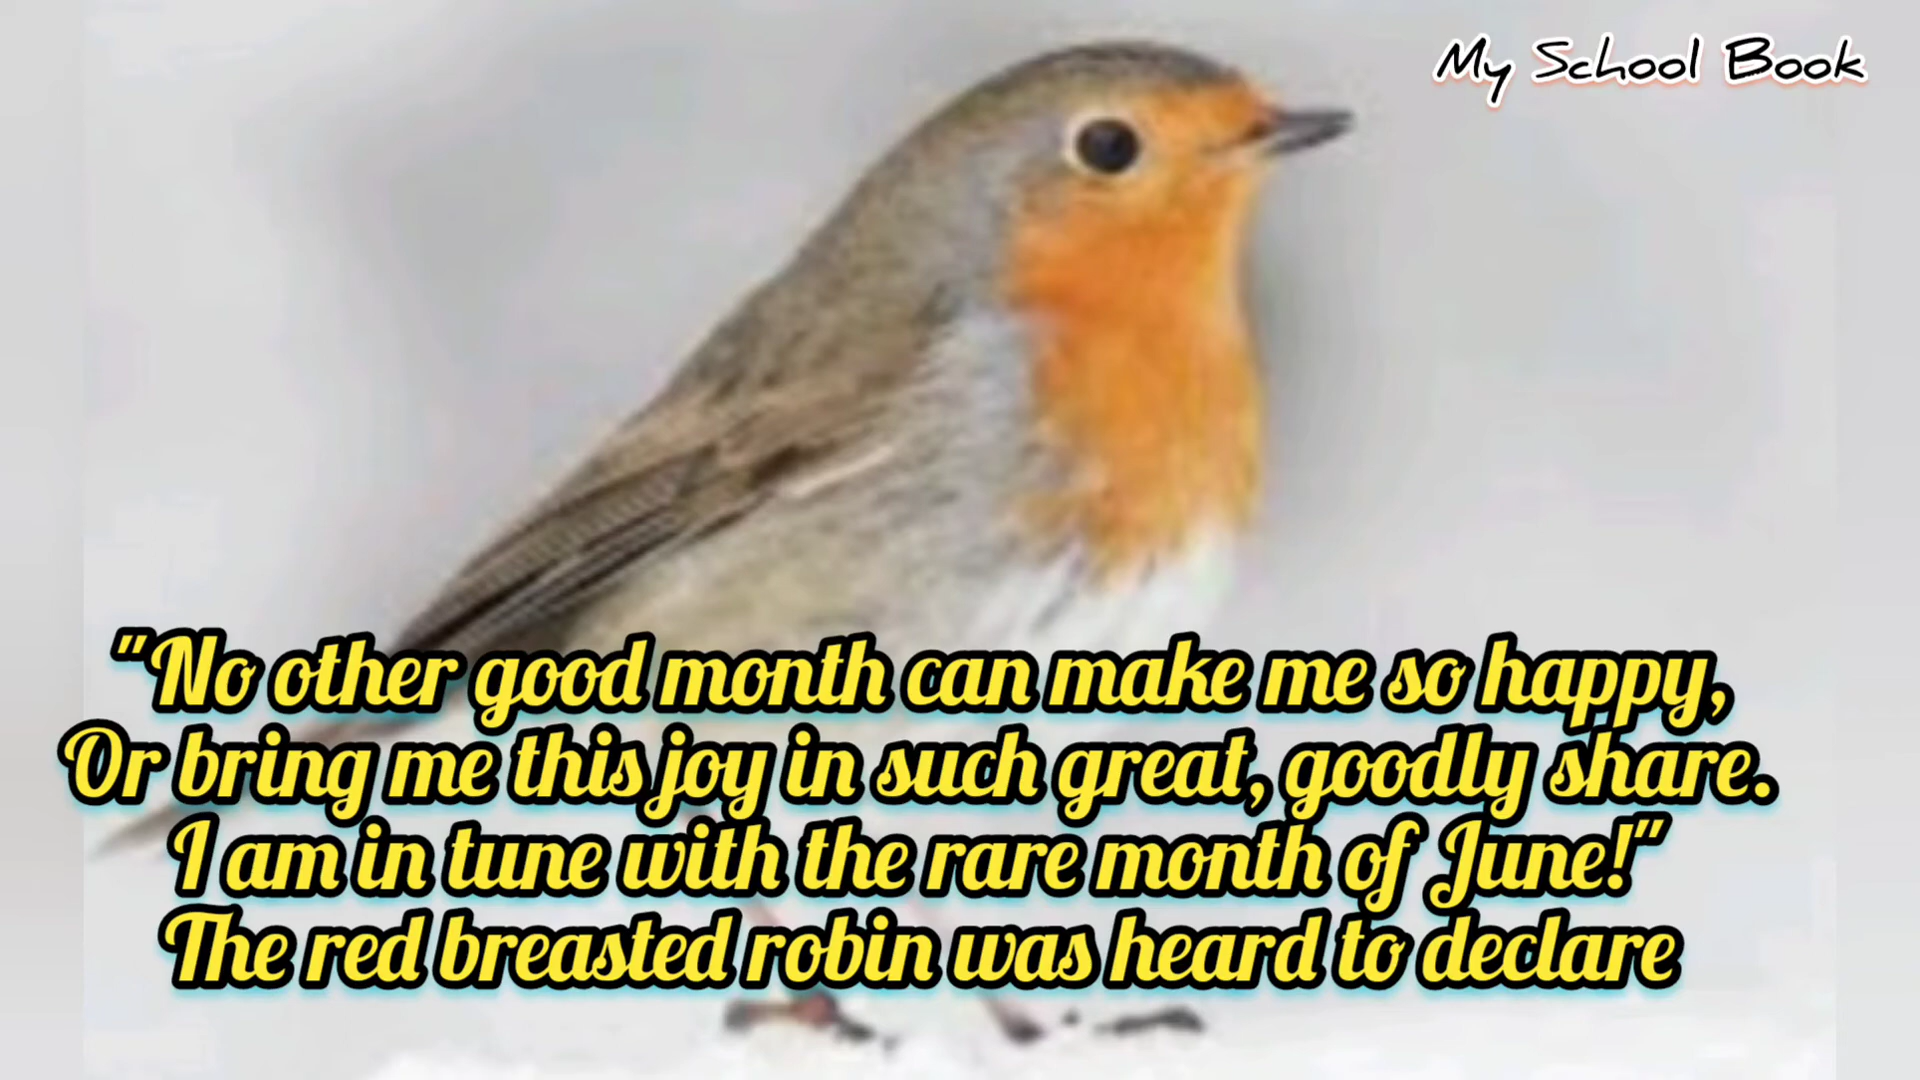 My School Book
"No other good month can make me so happy,
Or bring me this joy in such great, goodly share.
I am in tune with the rare month of June!"
The red breasted robin was heard to declare